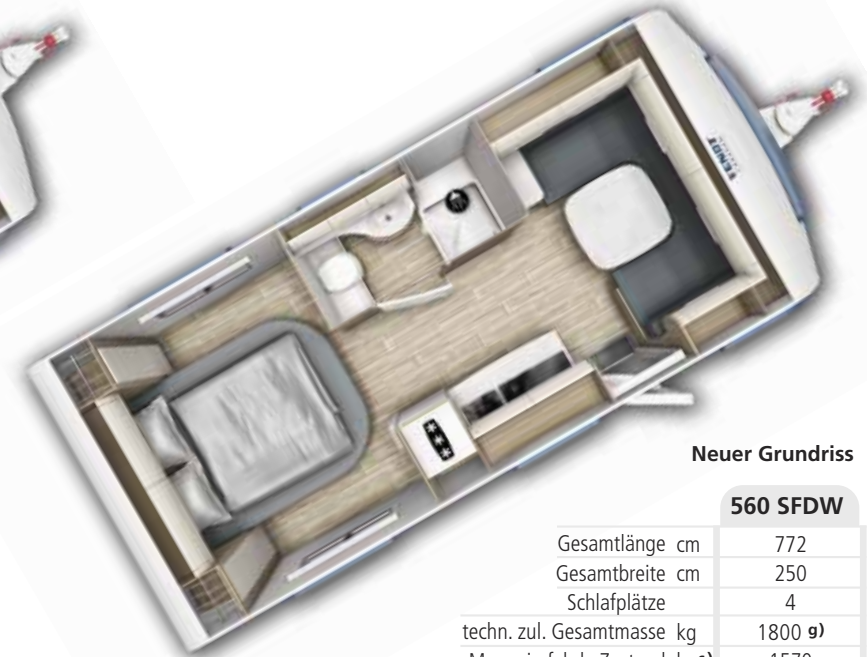 Neuer Grundriss
560 SFDW
Gesamtlänge cm 772
Gesamtbreite cm 250
Schlafplätze 4
techn. zul. Gesamtmasse kg 1800 g)